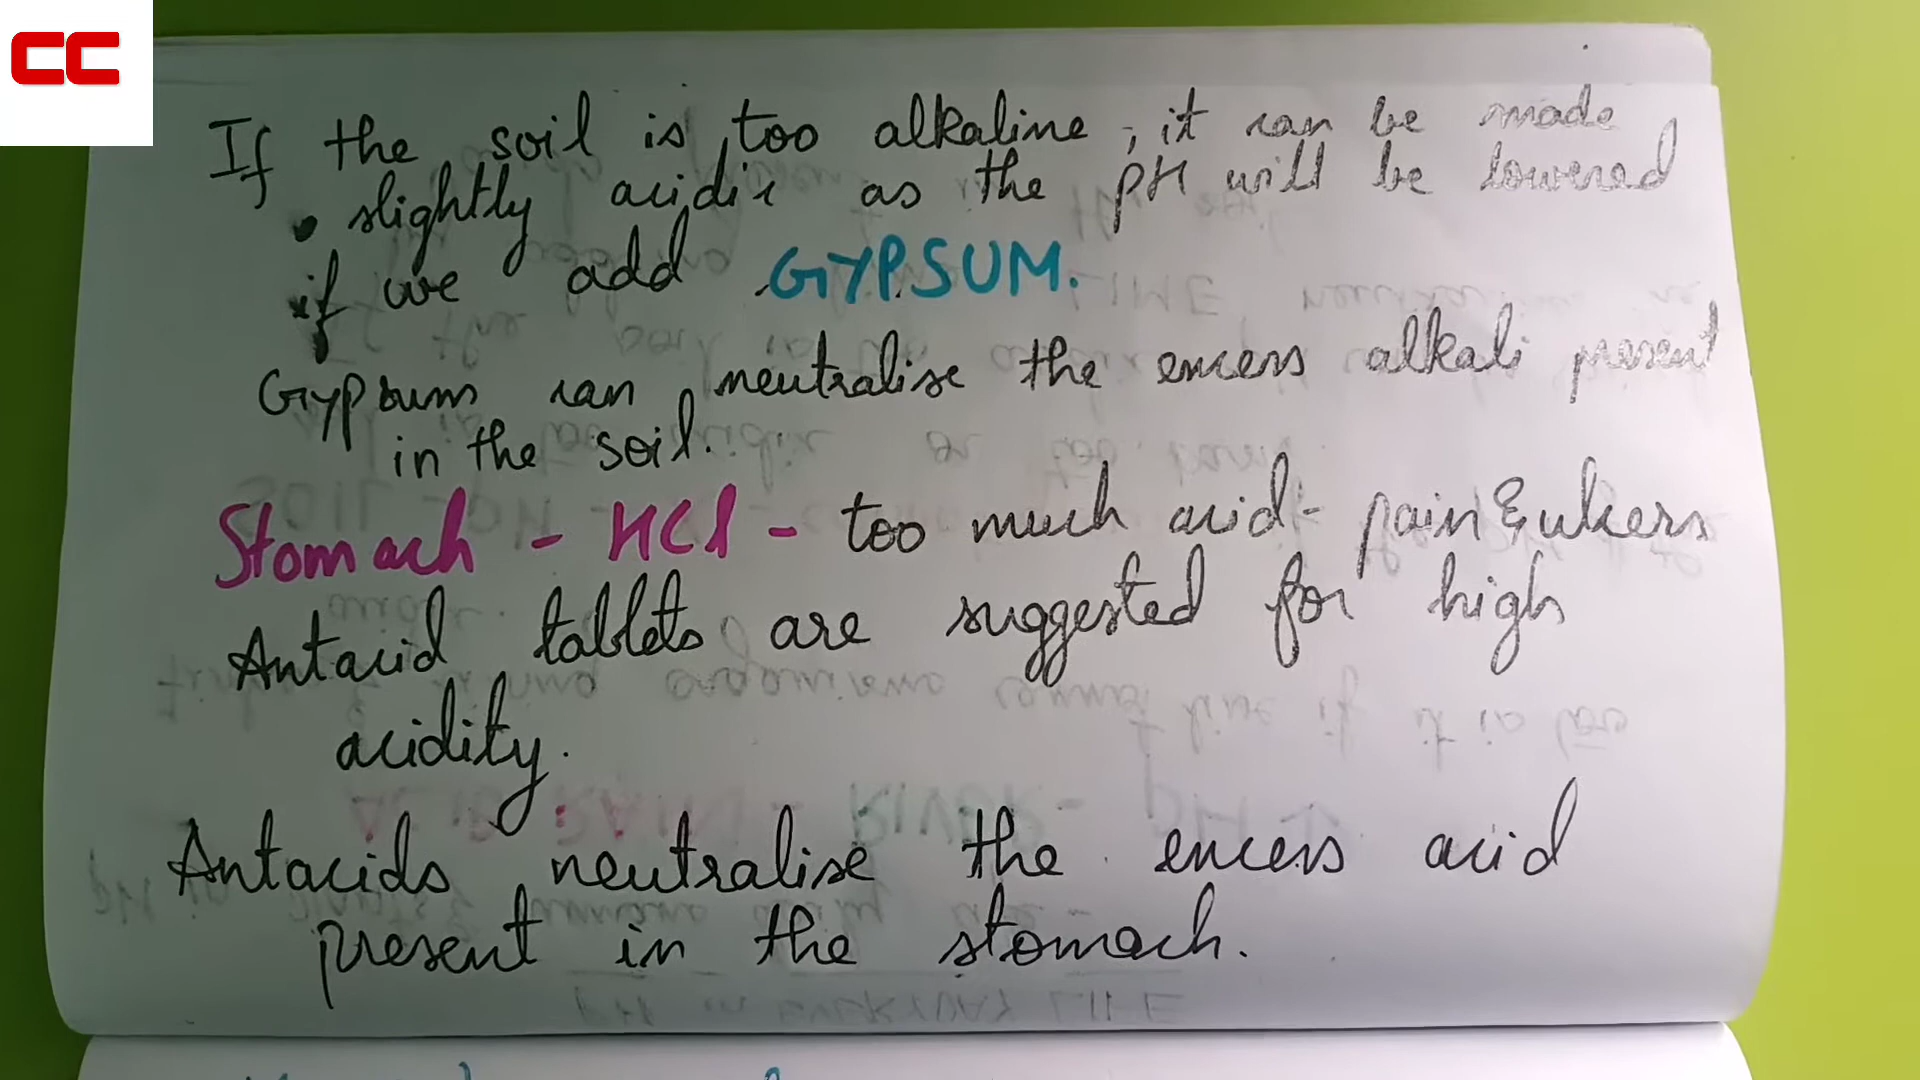 CC
If the soil is too alkaline, it can be made
slightly acidic as the pH will be lowered
if we add GYPSUM.
Gypsum can neutralise the excess alkali present
in the soil.
Stomach - HCl - too much acid - pain & ulcers
Antacid tablets are suggested for high
acidity.
Antacids neutralise the excess acid
present in the stomach.